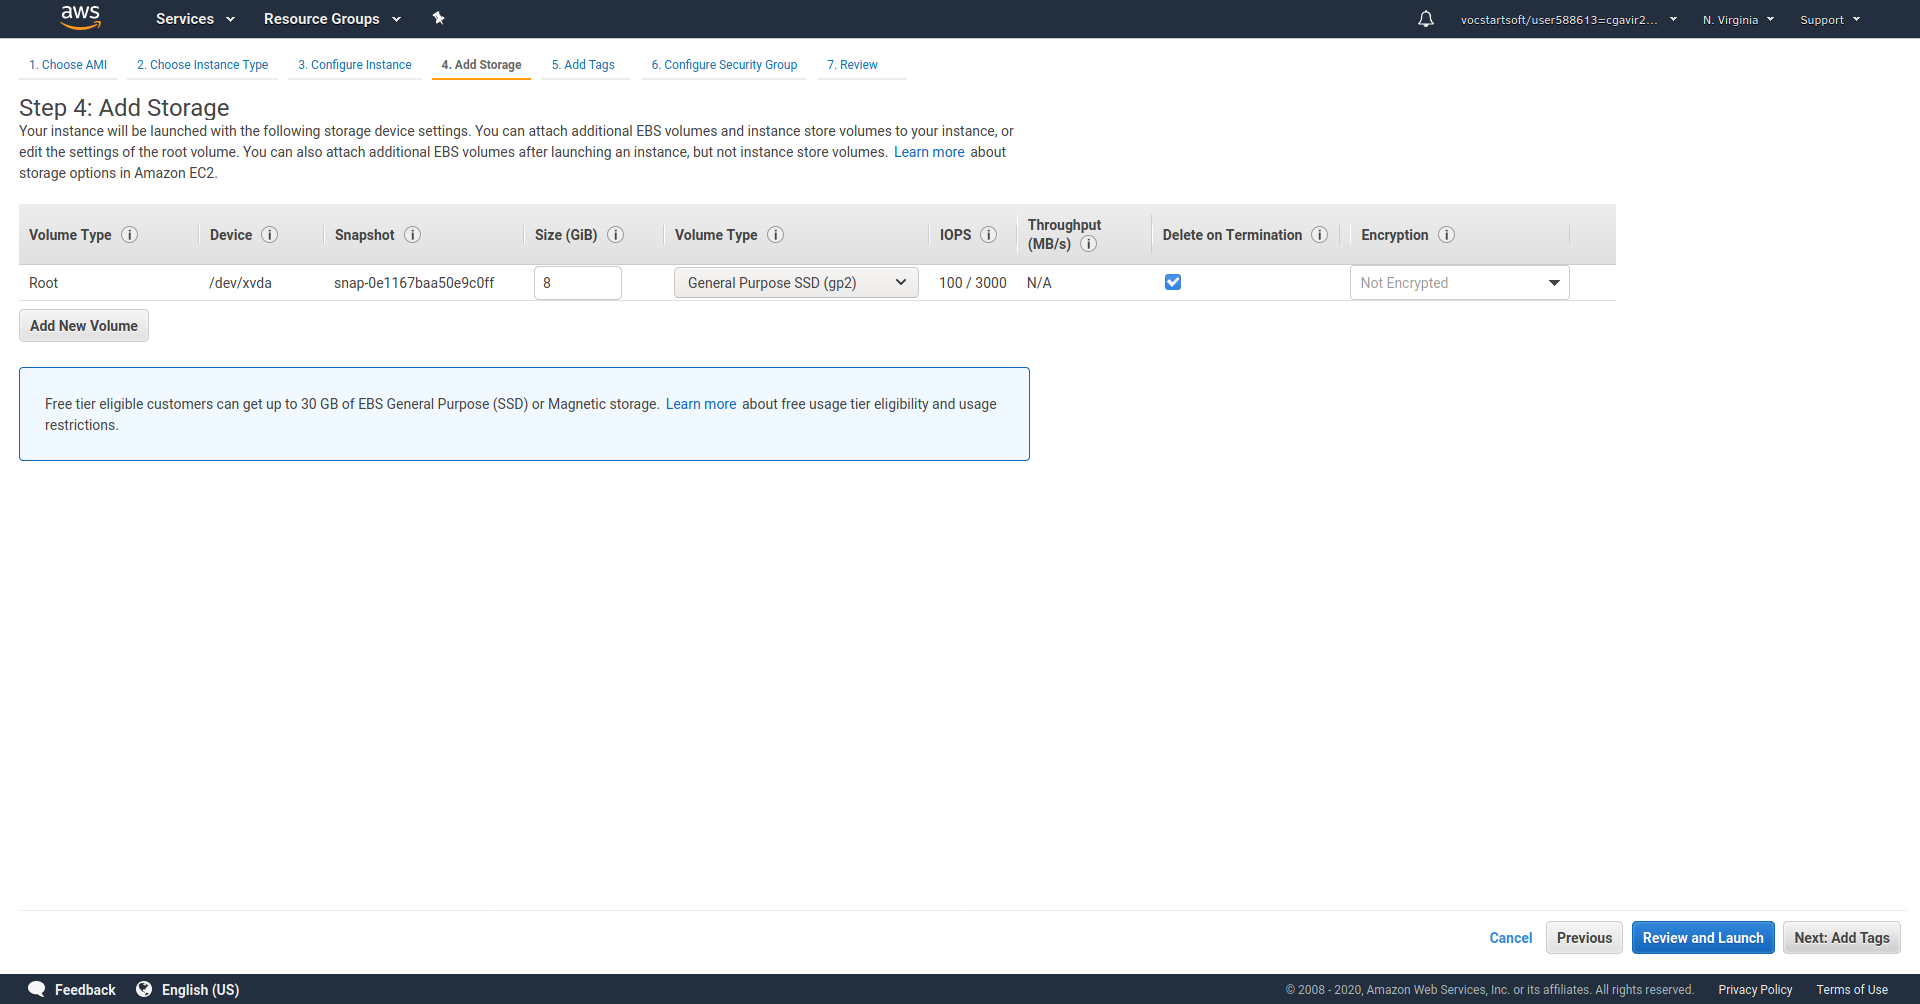 aws Services Resource Groups vocstartsoft/user588613=cgavir2... N. Virginia Support
1. Choose AMI 2. Choose Instance Type 3. Configure Instance 4. Add Storage 5. Add Tags 6. Configure Security Group 7. Review
Step 4: Add Storage
Your instance will be launched with the following storage device settings. You can attach additional EBS volumes and instance store volumes to your instance, or
edit the settings of the root volume. You can also attach additional EBS volumes after launching an instance, but not instance store volumes. Learn more about
storage options in Amazon EC2.
Volume Type Device Snapshot Size (GiB) Volume Type IOPS Throughput (MB/s) Delete on Termination Encryption
Root /dev/xvda snap-0e1167baa50e9c0ff 8 General Purpose SSD (gp2) 100 / 3000 N/A Not Encrypted
Add New Volume
Free tier eligible customers can get up to 30 GB of EBS General Purpose (SSD) or Magnetic storage. Learn more about free usage tier eligibility and usage
restrictions.
Cancel Previous Review and Launch Next: Add Tags
Feedback English (US) © 2008 - 2020, Amazon Web Services, Inc. or its affiliates. All rights reserved. Privacy Policy Terms of Use